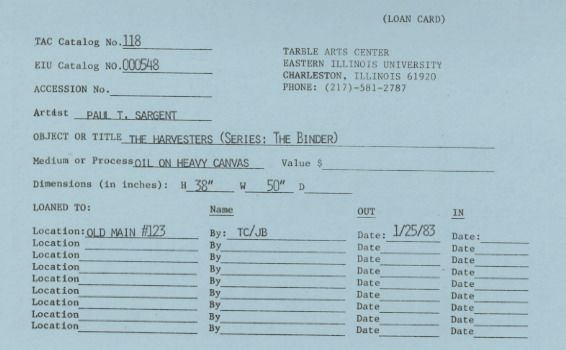 (LOAN CARD)
TAC Catalog No. 118
EIU Catalog No. 000548
ACCESSION No.
TARBLE ARTS CENTER
EASTERN ILLINOIS UNIVERSITY
CHARLESTON, ILLINOIS 61920
PHONE: (217)-581-2787
Artist PAUL T. SARGENT
OBJECT OR TITLE THE HARVESTERS (SERIES: THE BINDER)
Medium or Process OIL ON HEAVY CANVAS Value $
Dimensions (in inches): H 38" W 50" D
LOANED TO: Name OUT IN
Location: OLD MAIN #123 By: TC/JB Date: 1/25/83 Date:
Location By Date Date
Location By Date Date
Location By Date Date
Location By Date Date
Location By Date Date
Location By Date Date
Location By Date Date
Location By Date Date